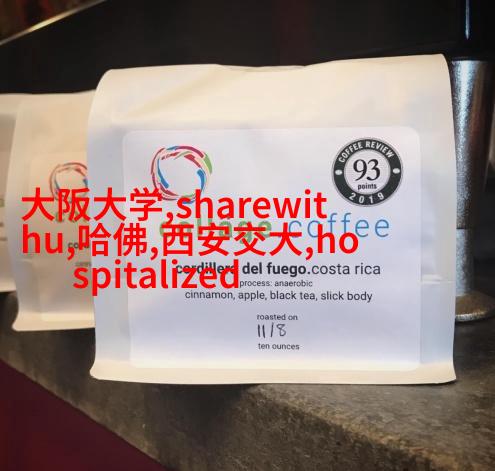 COFFEE REVIEW
93
points
2019
大阪大学,sharewit
hu,哈佛,西安交大,ho
spitalized
collage coffee
cordillera del fuego.costa rica
process: anaerobic
cinnamon, apple, black tea, slick body
roasted on
11/8
ten ounces